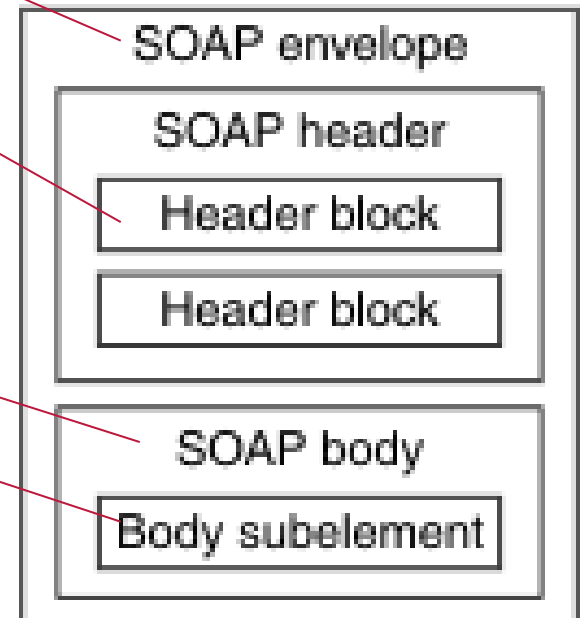 SOAP envelope
SOAP header
Header block
Header block
SOAP body
Body subelement